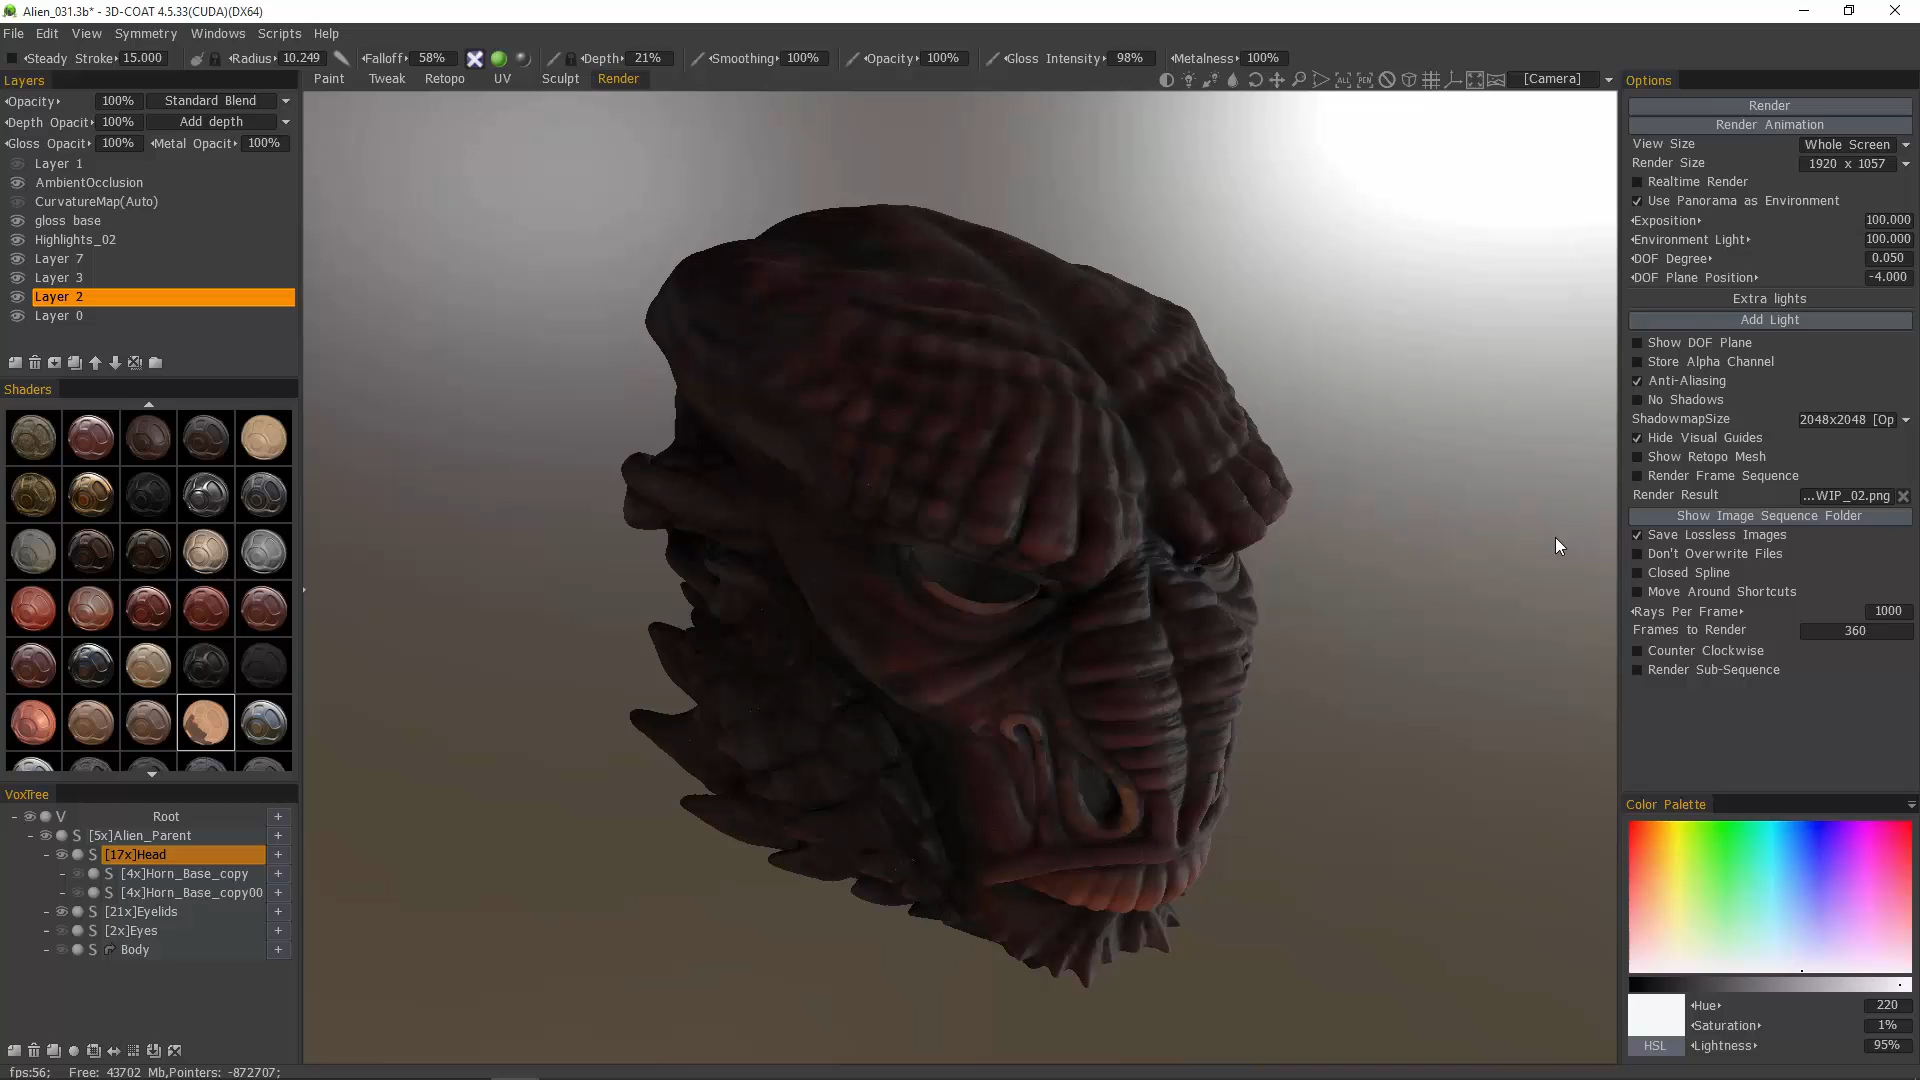 Alien_031.3b* - 3D-COAT 4.5.33(CUDA)(DX64)
File Edit View Symmetry Windows Scripts Help
Steady Stroke 15.000 Radius 10.249 Falloff 58% Depth 21% Smoothing 100% Opacity 100% Gloss Intensity 98% Metalness 100%
Paint Tweak Retopo UV Sculpt Render [Camera]
Layers
Opacity 100% Standard Blend
Depth Opacit 100% Add depth
Gloss Opacit 100% Metal Opacit 100%
Layer 1
AmbientOcclusion
CurvatureMap(Auto)
gloss base
Highlights_02
Layer 7
Layer 3
Layer 2
Layer 0
Shaders
VoxTree
V Root +
S [5x]Alien_Parent +
S [17x]Head +
S [4x]Horn_Base_copy +
S [4x]Horn_Base_copy00 +
S [21x]Eyelids +
S [2x]Eyes +
S Body +
fps:56; Free: 43702 Mb,Pointers: -872707;
Options
Render
Render Animation
View Size Whole Screen
Render Size 1920 x 1057
Realtime Render
Use Panorama as Environment
Exposition 100.000
Environment Light 100.000
DOF Degree 0.050
DOF Plane Position -4.000
Extra lights
Add Light
Show DOF Plane
Store Alpha Channel
Anti-Aliasing
No Shadows
ShadowmapSize 2048x2048 [Op
Hide Visual Guides
Show Retopo Mesh
Render Frame Sequence
Render Result ...WIP_02.png
Show Image Sequence Folder
Save Lossless Images
Don't Overwrite Files
Closed Spline
Move Around Shortcuts
Rays Per Frame 1000
Frames to Render 360
Counter Clockwise
Render Sub-Sequence
Color Palette
Hue 220
Saturation 1%
HSL Lightness 95%